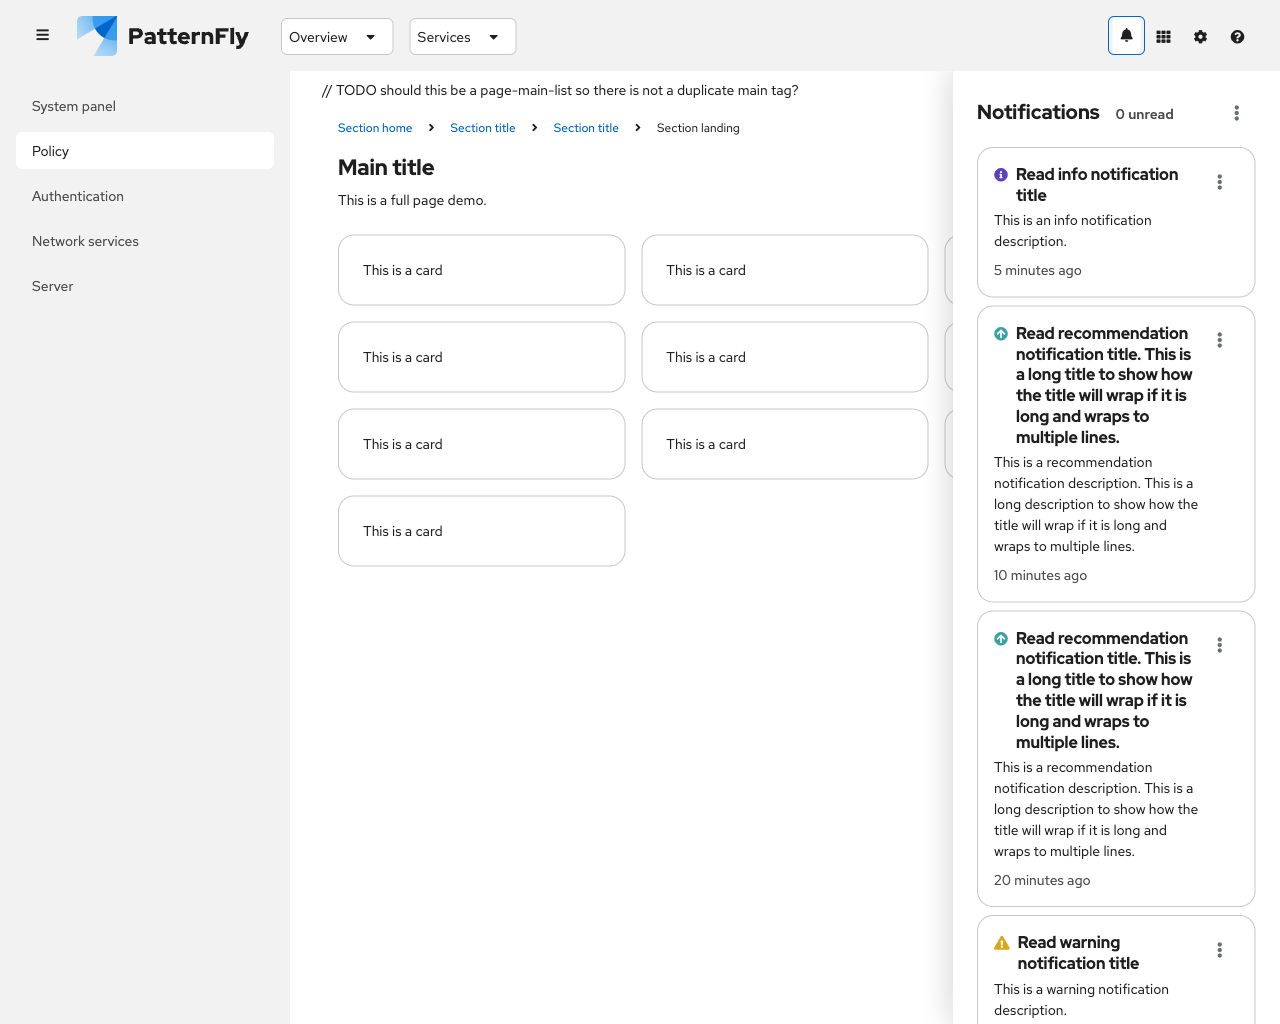 PatternFly
Overview
Services
System panel
Policy
Authentication
Network services
Server
// TODO should this be a page-main-list so there is not a duplicate main tag?
Section home
Section title
Section title
Section landing
Main title
This is a full page demo.
This is a card
This is a card
This is a card
This is a card
This is a card
This is a card
This is a card
Notifications
0 unread
Read info notification
title
This is an info notification
description.
5 minutes ago
Read recommendation
notification title. This is
a long title to show how
the title will wrap if it is
long and wraps to
multiple lines.
This is a recommendation
notification description. This is a
long description to show how the
title will wrap if it is long and
wraps to multiple lines.
10 minutes ago
Read recommendation
notification title. This is
a long title to show how
the title will wrap if it is
long and wraps to
multiple lines.
This is a recommendation
notification description. This is a
long description to show how the
title will wrap if it is long and
wraps to multiple lines.
20 minutes ago
Read warning
notification title
This is a warning notification
description.